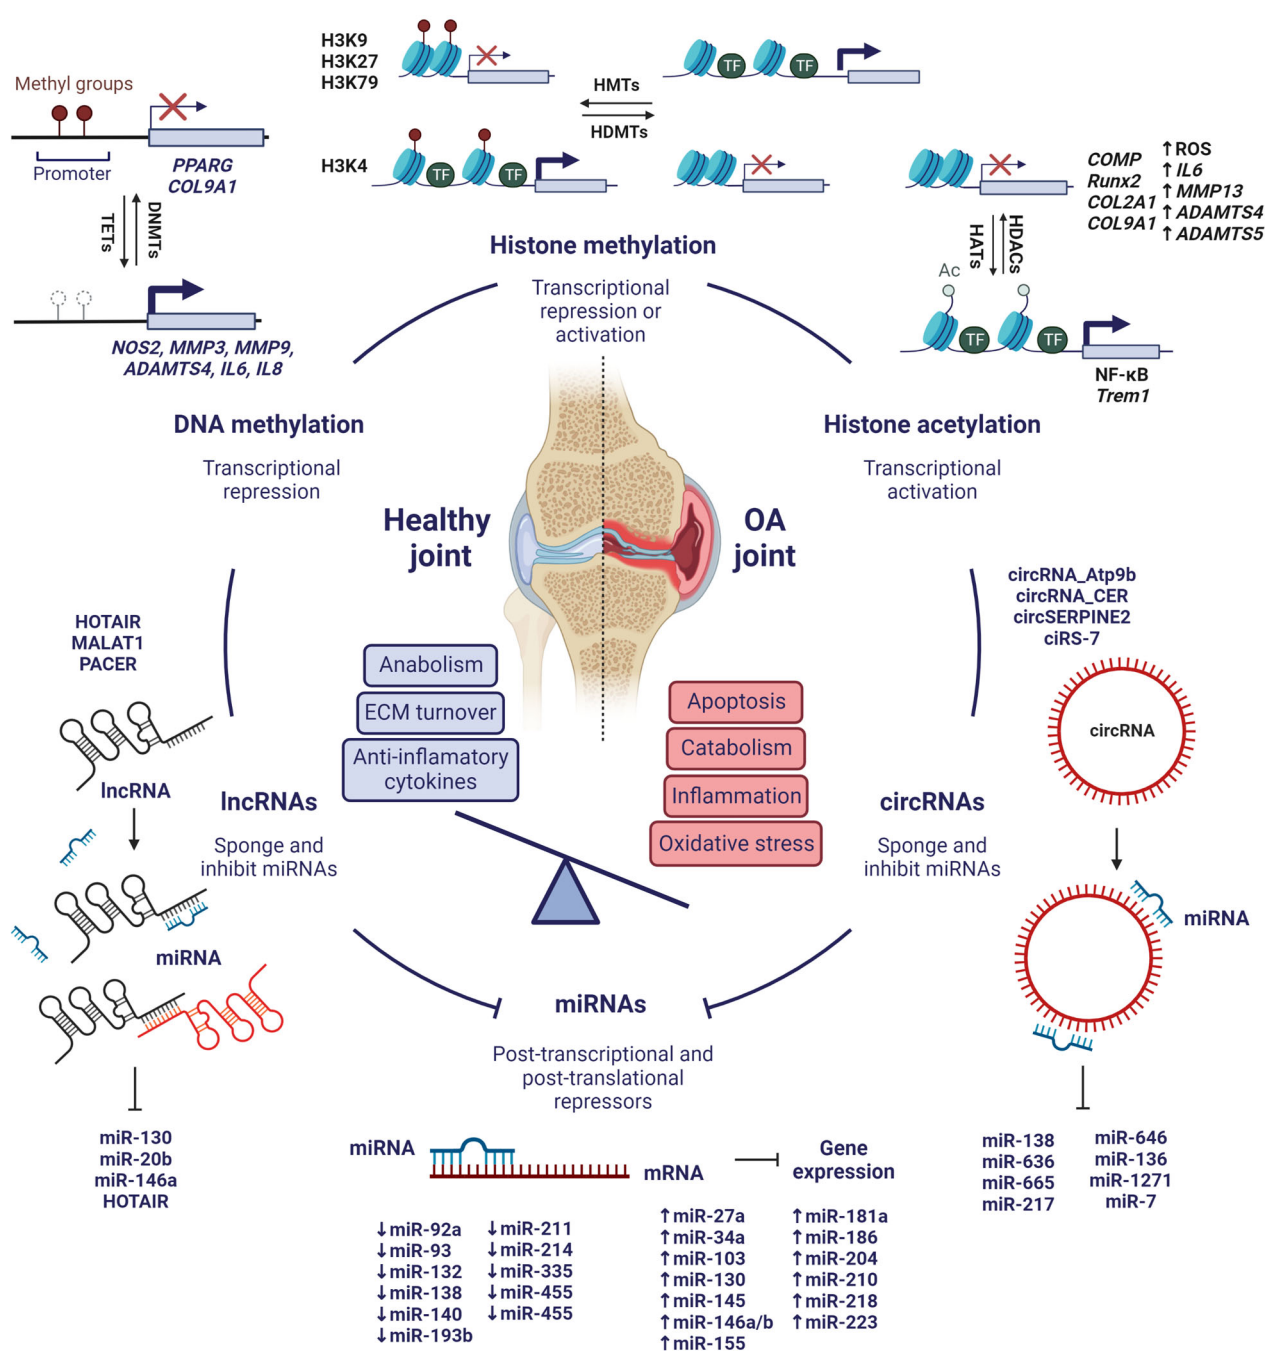 H3K9
H3K27
H3K79
TF
TF
HMTs
HDMTs
H3K4
TF
TF
Histone methylation
Transcriptional
repression or
activation
Methyl groups
Promoter
PPARG
COL9A1
TETs
DNMTs
NOS2, MMP3, MMP9,
ADAMTS4, IL6, IL8
DNA methylation
Transcriptional
repression
COMP
Runx2
COL2A1
COL9A1
↑ROS
↑IL6
↑MMP13
↑ADAMTS4
↑ADAMTS5
HATs
HDACs
Ac
TF
TF
NF-κB
Trem1
Histone acetylation
Transcriptional
activation
Healthy
joint
OA
joint
Anabolism
ECM turnover
Anti-inflamatory
cytokines
Apoptosis
Catabolism
Inflammation
Oxidative stress
HOTAIR
MALAT1
PACER
lncRNA
lncRNAs
Sponge and
inhibit miRNAs
miRNA
miR-130
miR-20b
miR-146a
HOTAIR
circRNA_Atp9b
circRNA_CER
circSERPINE2
ciRS-7
circRNA
circRNAs
Sponge and
inhibit miRNAs
miRNA
miR-138
miR-636
miR-665
miR-217
miR-646
miR-136
miR-1271
miR-7
miRNAs
Post-transcriptional and
post-translational
repressors
miRNA
mRNA
Gene
expression
↓miR-92a
↓miR-93
↓miR-132
↓miR-138
↓miR-140
↓miR-193b
↓miR-211
↓miR-214
↓miR-335
↓miR-455
↓miR-455
↑miR-27a
↑miR-34a
↑miR-103
↑miR-130
↑miR-145
↑miR-146a/b
↑miR-155
↑miR-181a
↑miR-186
↑miR-204
↑miR-210
↑miR-218
↑miR-223